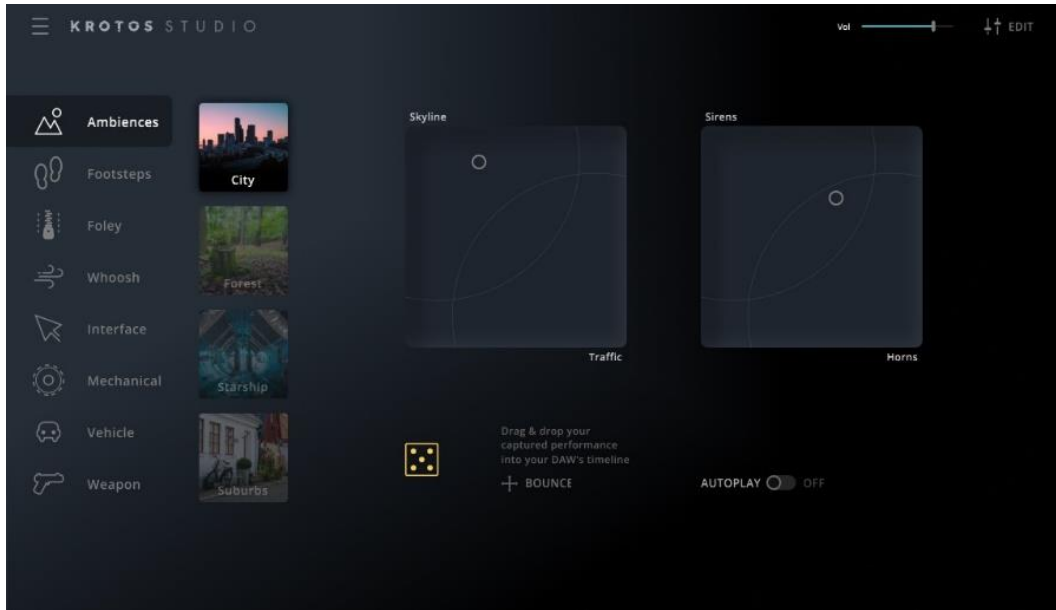 KROTOS STUDIO
Vol
EDIT
Ambiences
Footsteps
Foley
Whoosh
Interface
Mechanical
Vehicle
Weapon
City
Forest
Starship
Suburbs
Skyline
Traffic
Sirens
Horns
Drag & drop your
captured performance
into your DAW's timeline
BOUNCE
AUTOPLAY OFF